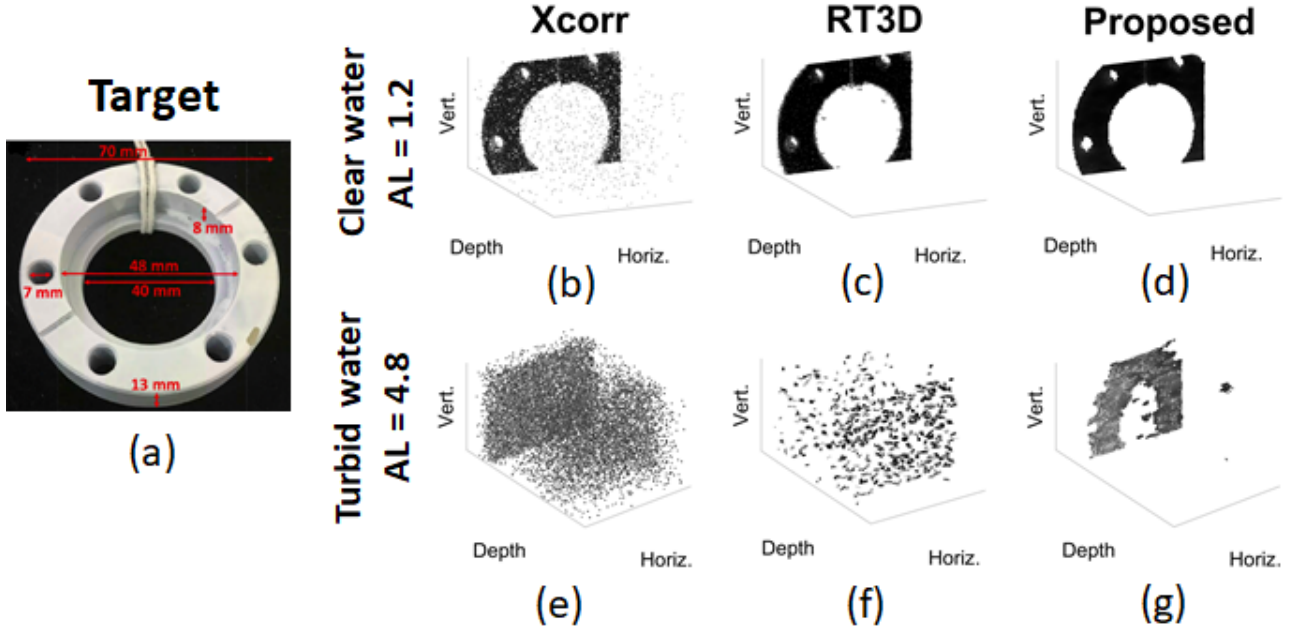 Target
70 mm
8 mm
48 mm
40 mm
7 mm
13 mm
(a)
Xcorr
RT3D
Proposed
Clear water
AL = 1.2
Vert.
Depth
Horiz.
(b)
Vert.
Depth
Horiz.
(c)
Vert.
Depth
Horiz.
(d)
Turbid water
AL = 4.8
Vert.
Depth
Horiz.
(e)
Vert.
Depth
Horiz.
(f)
Vert.
Depth
Horiz.
(g)